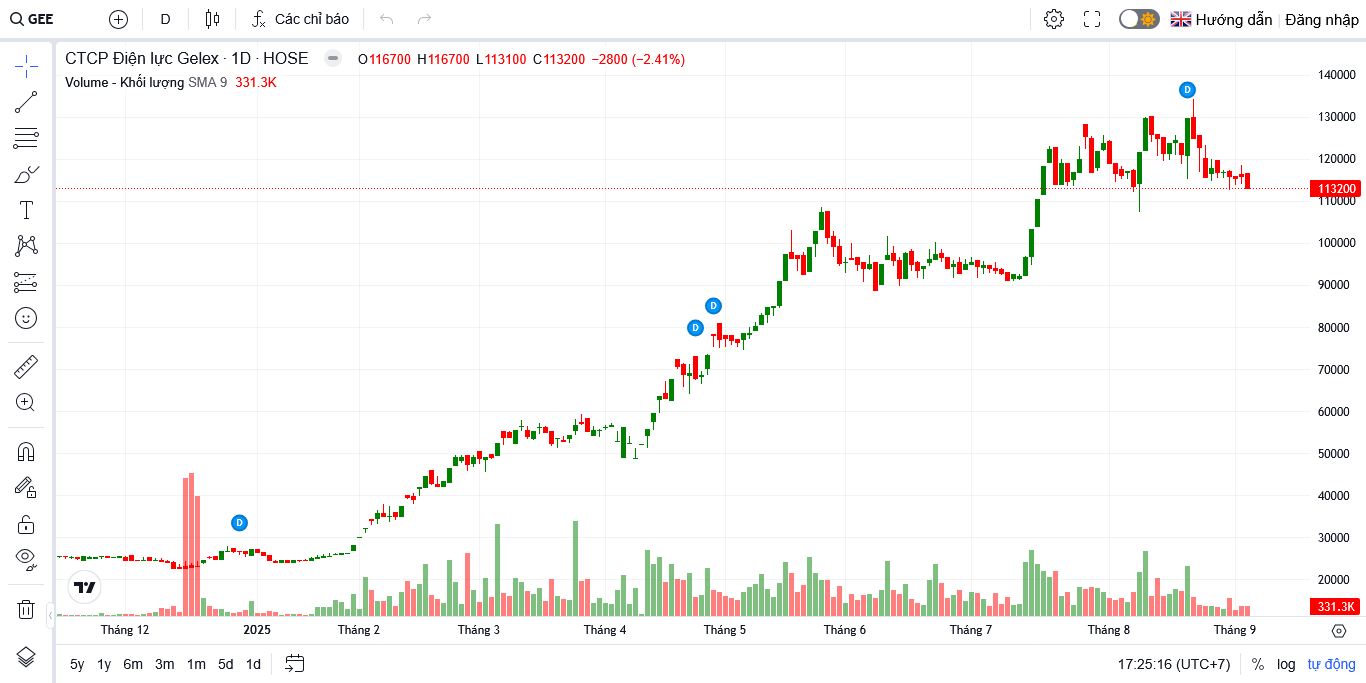 GEE D Các chỉ báo Hướng dẫn Đăng nhập
CTCP Điện lực Gelex · 1D · HOSE O116700 H116700 L113100 C113200 −2800 (−2.41%)
Volume - Khối lượng SMA 9 331.3K
140000
D
130000
120000
113200
110000
100000
90000
D
D
80000
70000
60000
50000
40000
D
30000
20000
331.3K
Tháng 12 2025 Tháng 2 Tháng 3 Tháng 4 Tháng 5 Tháng 6 Tháng 7 Tháng 8 Tháng 9
5y 1y 6m 3m 1m 5d 1d 17:25:16 (UTC+7) % log tự động